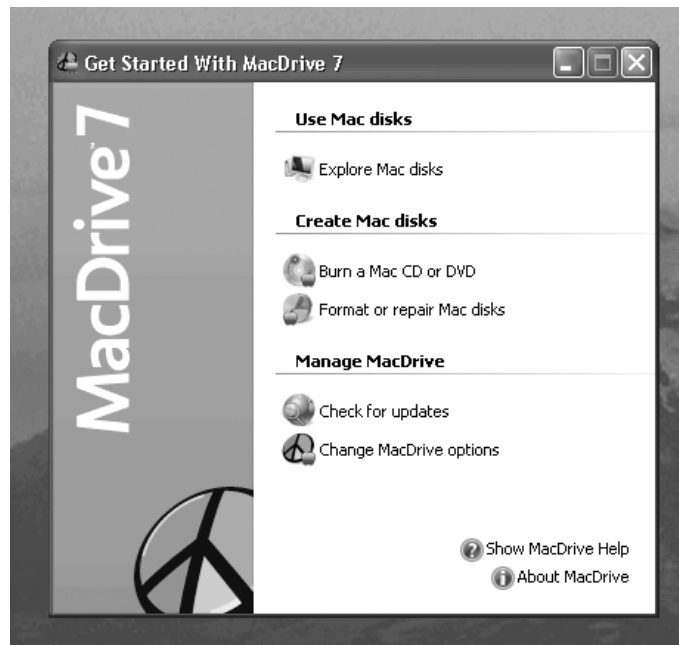 Get Started With MacDrive 7
MacDrive 7
Use Mac disks
Explore Mac disks
Create Mac disks
Burn a Mac CD or DVD
Format or repair Mac disks
Manage MacDrive
Check for updates
Change MacDrive options
Show MacDrive Help
About MacDrive